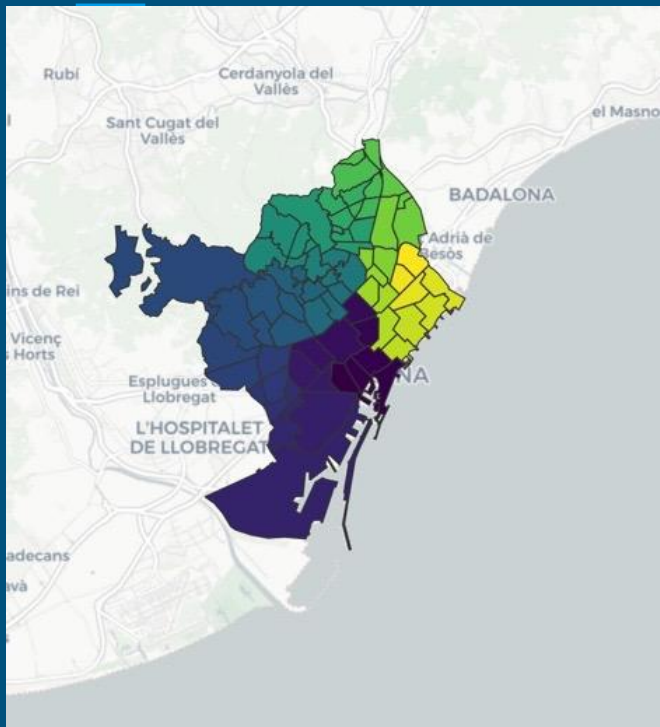 Rubí
Cerdanyola del
Vallès
el Masno
Sant Cugat del
Vallès
BADALONA
Adrià de
Besòs
ins de Rei
Vicenç
s Horts
Esplugues
Llobregat
NA
L'HOSPITALET
DE LLOBREGAT
adecans
avà